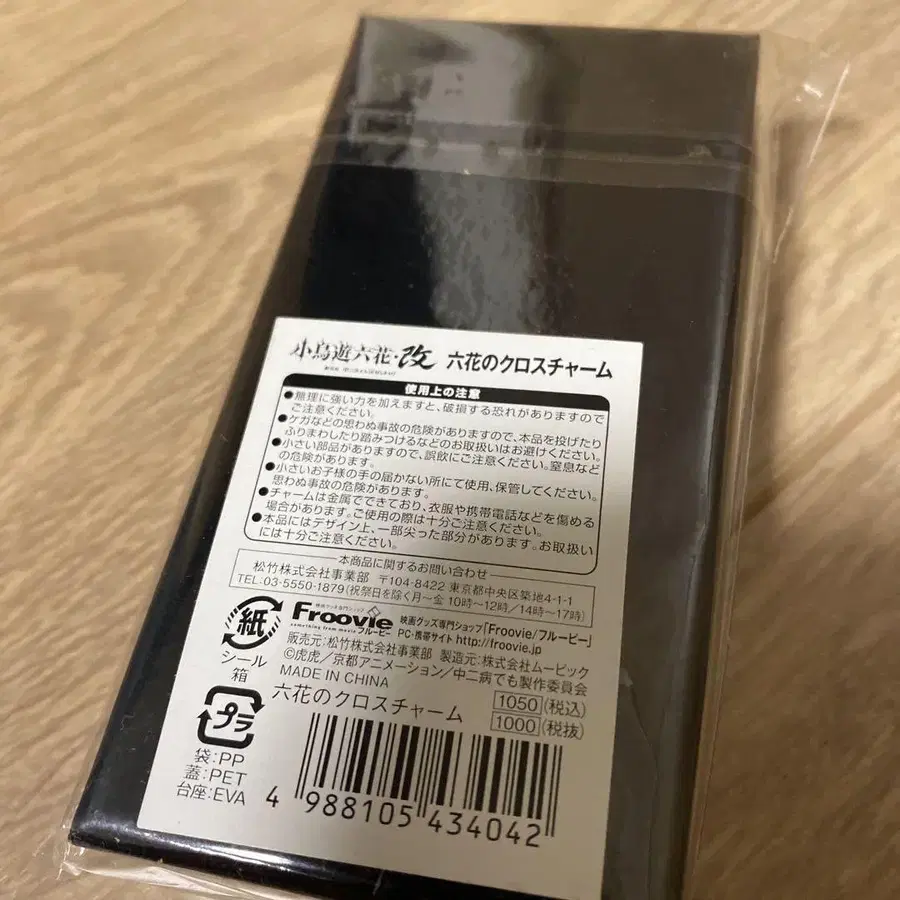 小鳥遊六花・改 六花のクロスチャーム
使用上の注意
●無理に強い力を加えますと、破損する恐れがありますので
ご注意ください。
●ケガなどの思わぬ事故の危険がありますので、本品を投げたり
ふりまわしたり踏みつけるなどのお取扱いはお避けください。
●小さい部品がありますので、誤飲にご注意ください。窒息など
の危険があります。
●小さいお子様の手の届かない所にて使用、保管してください。
思わぬ事故の危険があります。
●チャームは金属でできており、衣服や携帯電話などを傷める
場合があります。ご使用の際は十分ご注意ください。
●本品にはデザイン上、一部尖った部分があります。お取扱い
には十分ご注意ください。
本商品に関するお問い合わせ
松竹株式会社事業部 〒104-8422 東京都中央区築地4-1-1
TEL:03-5550-1879(祝祭日を除く月〜金 10時〜12時/14時〜17時)
紙
シール
箱
映画グッズ専門ショップ
Froovie
something from movie フルービー
映画グッズ専門ショップ「Froovie/フルービー」
PC・携帯サイト http://froovie.jp
販売元:松竹株式会社事業部 製造元:株式会社ムービック
©虎虎/京都アニメーション/中二病でも製作委員会
MADE IN CHINA
六花のクロスチャーム
1050(税込)
1000(税抜)
プラ
袋:PP
蓋:PET
台座:EVA
4 988105 434042